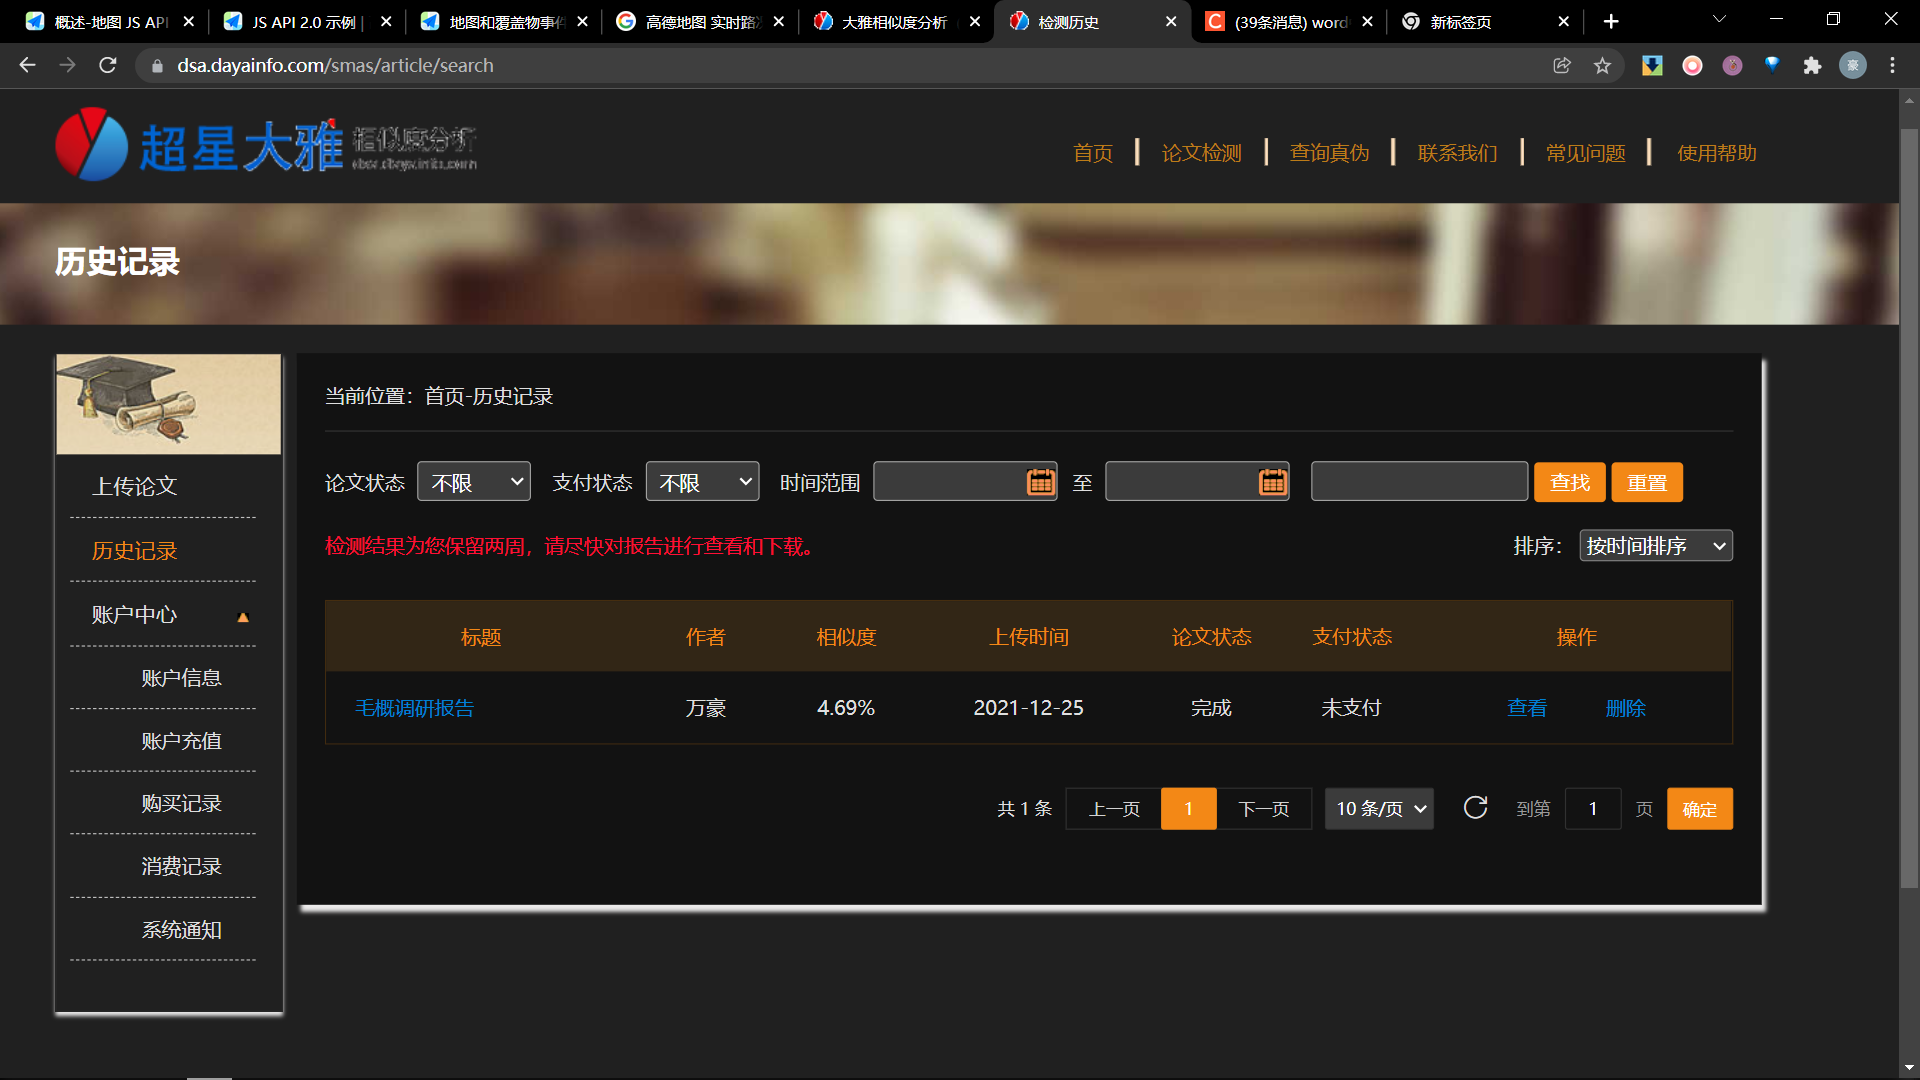 概述-地图 JS API
JS API 2.0 示例 |
地图和覆盖物事件
高德地图 实时路况
大雅相似度分析
检测历史
(39条消息) word
新标签页
dsa.dayainfo.com/smas/article/search
豪
超星大雅 相似度分析
dsa.dayainfo.com
首页
论文检测
查询真伪
联系我们
常见问题
使用帮助
历史记录
上传论文
历史记录
账户中心
账户信息
账户充值
购买记录
消费记录
系统通知
当前位置：首页-历史记录
论文状态 不限 支付状态 不限 时间范围 至 查找 重置
检测结果为您保留两周，请尽快对报告进行查看和下载。
排序： 按时间排序
标题 作者 相似度 上传时间 论文状态 支付状态 操作
毛概调研报告 万豪 4.69% 2021-12-25 完成 未支付 查看 删除
共 1 条 上一页 1 下一页 10 条/页 到第 1 页 确定